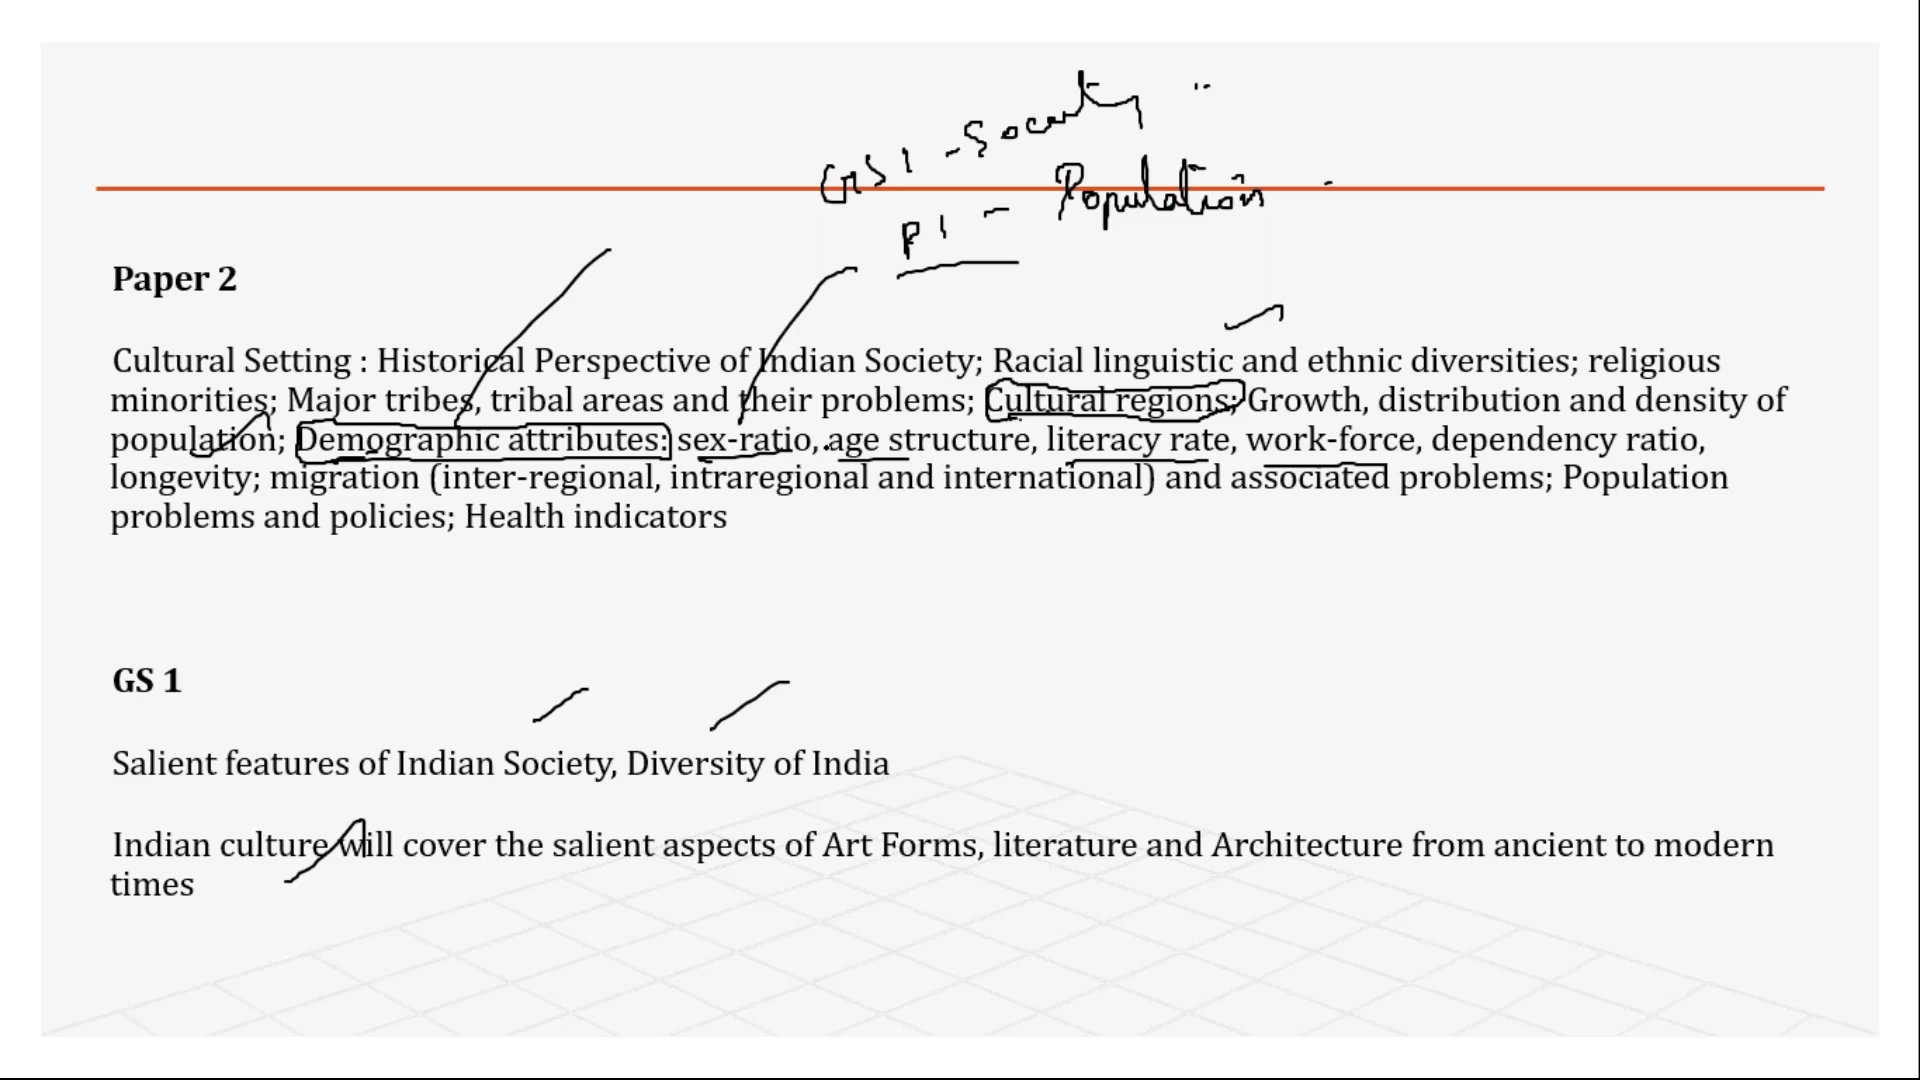 GS 1 - Society
P1 - Population
Paper 2
Cultural Setting : Historical Perspective of Indian Society; Racial linguistic and ethnic diversities; religious
minorities; Major tribes, tribal areas and their problems; Cultural regions; Growth, distribution and density of
population; Demographic attributes: sex-ratio, age structure, literacy rate, work-force, dependency ratio,
longevity; migration (inter-regional, intraregional and international) and associated problems; Population
problems and policies; Health indicators
GS 1
Salient features of Indian Society, Diversity of India
Indian culture will cover the salient aspects of Art Forms, literature and Architecture from ancient to modern
times